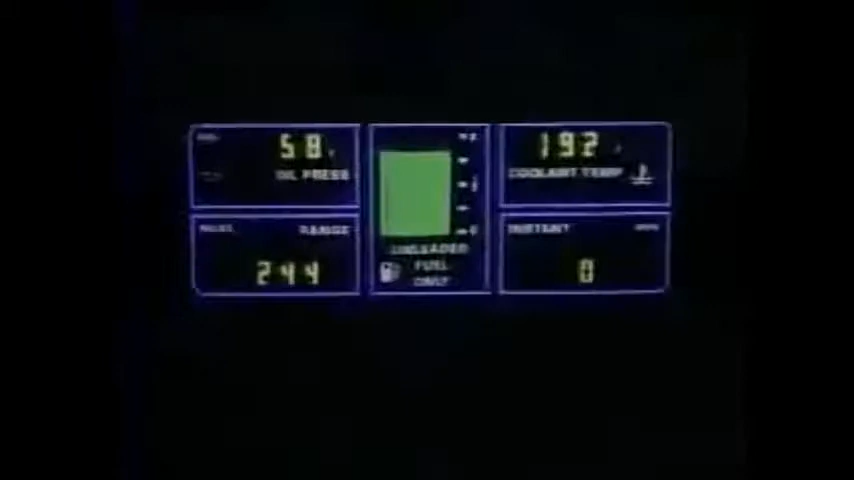 58
OIL PRESS
RANGE
244
UNLEADED
FUEL
ONLY
192
COOLANT TEMP
INSTANT
0